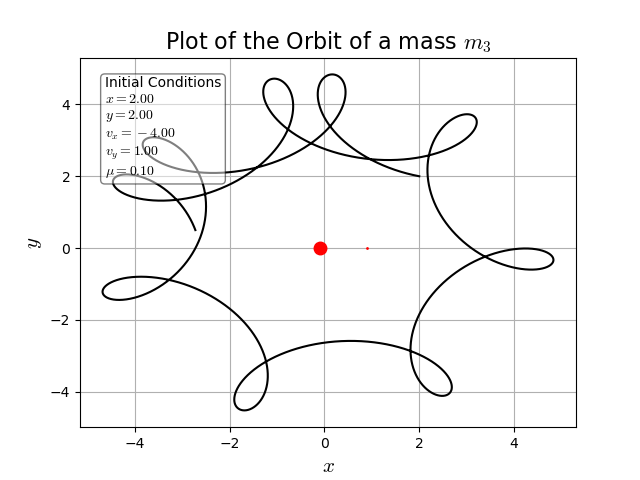 Plot of the Orbit of a mass m₃
Initial Conditions
x = 2.00
y = 2.00
vₓ = −4.00
v_y = 1.00
μ = 0.10
4
2
0
−2
−4
y
−4 −2 0 2 4
x